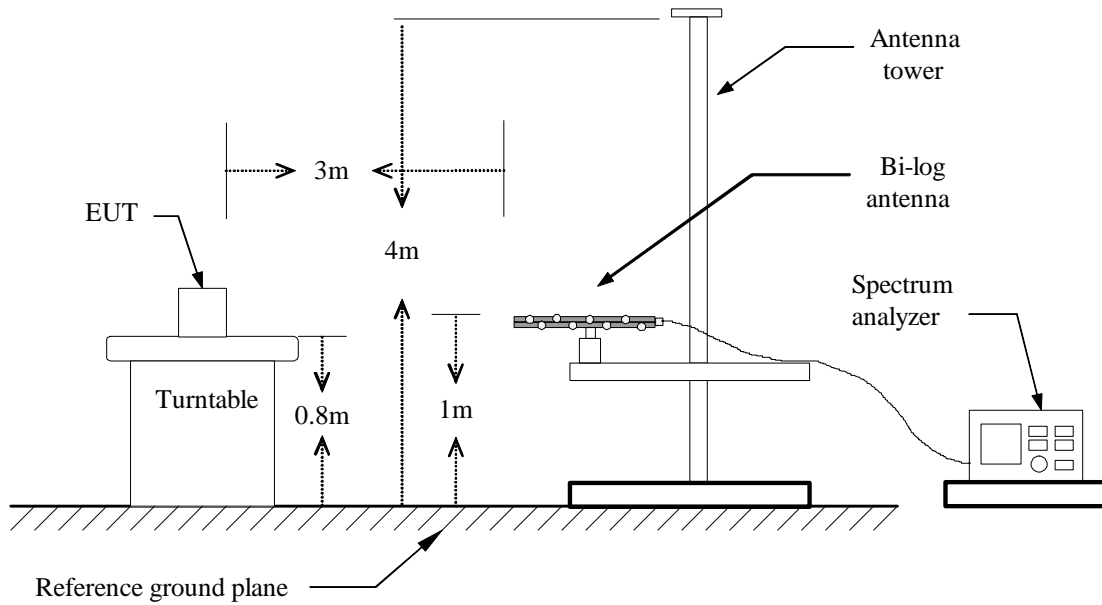 Antenna
tower
3m
Bi-log
antenna
EUT
4m
Spectrum
analyzer
Turntable
0.8m
1m
Reference ground plane